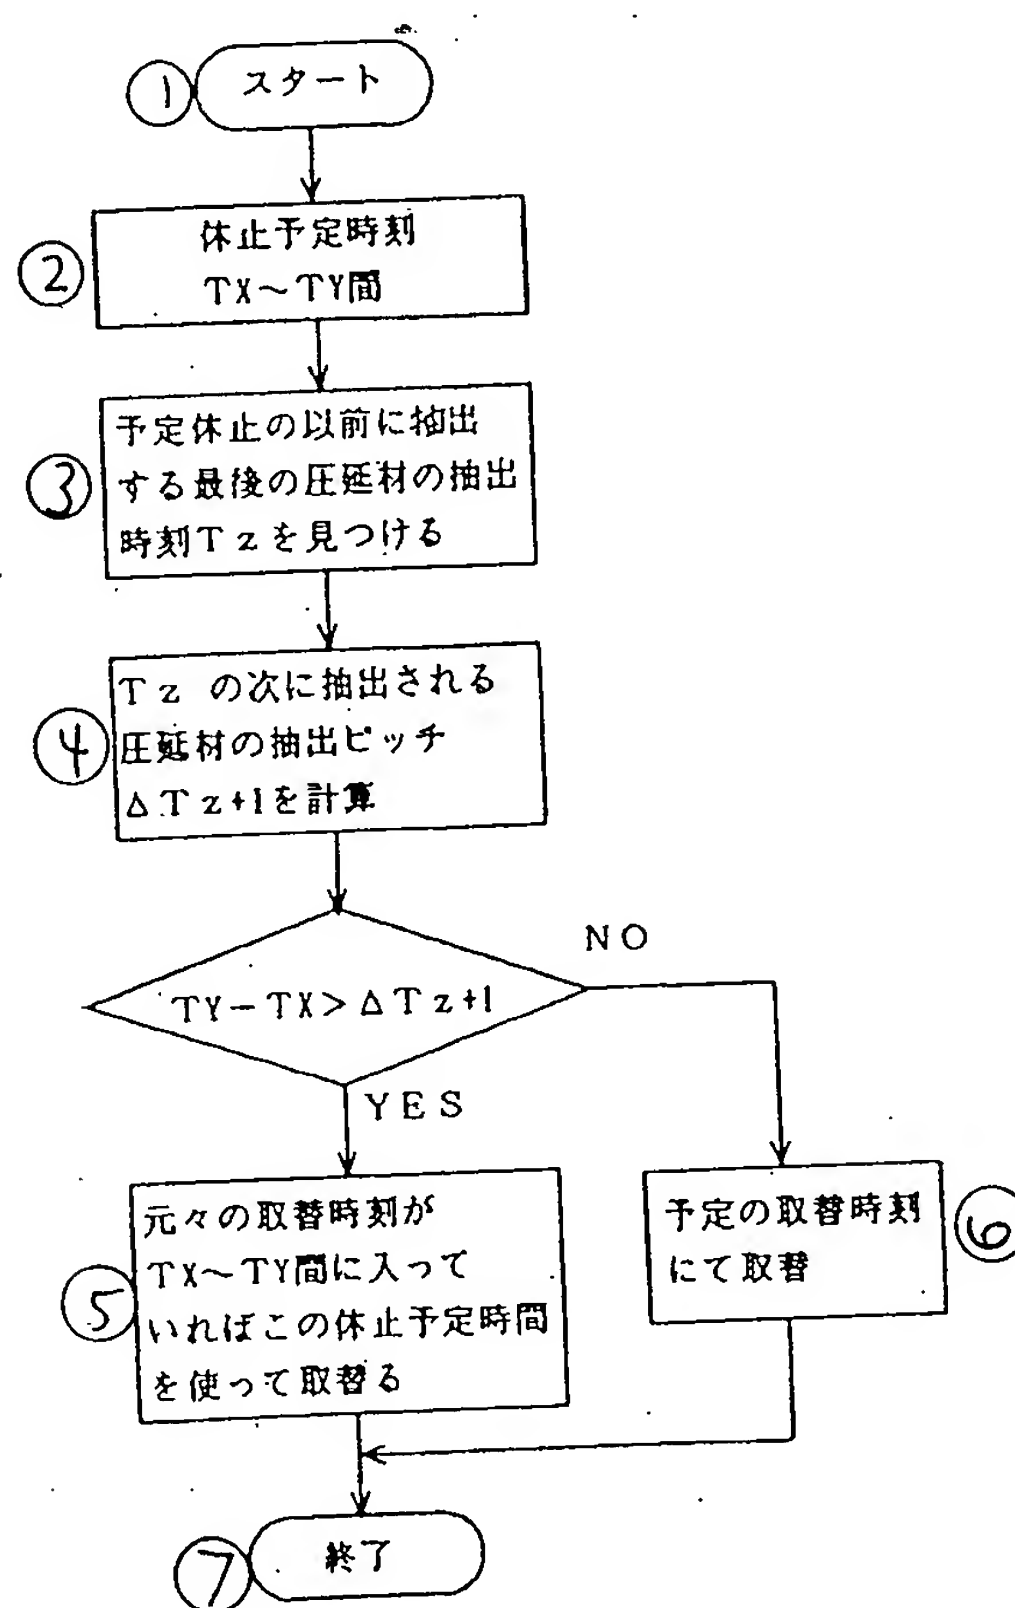 ① スタート
②
休止予定時刻
TX～TY間
③
予定休止の以前に抽出
する最後の圧延材の抽出
時刻Tzを見つける
④
Tz の次に抽出される
圧延材の抽出ピッチ
ΔTz+1を計算
TY－TX＞ΔTz+1
NO
YES
⑤
元々の取替時刻が
TX～TY間に入って
いればこの休止予定時間
を使って取替る
予定の取替時刻
にて取替
⑥
⑦ 終了